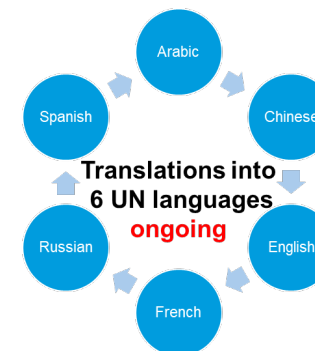 Arabic
Spanish
Chinese
Translations into
6 UN languages
ongoing
Russian
English
French